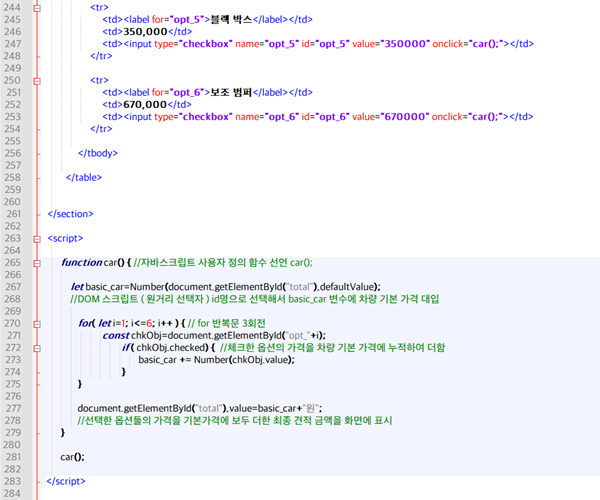 244 <tr>
245 <td><label for="opt_5">블랙 박스</label></td>
246 <td>350,000</td>
247 <td><input type="checkbox" name="opt_5" id="opt_5" value="350000" onclick="car();"></td>
248 </tr>
249
250 <tr>
251 <td><label for="opt_6">보조 범퍼</label></td>
252 <td>670,000</td>
253 <td><input type="checkbox" name="opt_6" id="opt_6" value="670000" onclick="car();"></td>
254 </tr>
255
256 </tbody>
257
258 </table>
259
260
261 </section>
262
263 <script>
264
265 function car() { //자바스크립트 사용자 정의 함수 선언 car();
266
267 let basic_car=Number(document.getElementById("total").defaultValue);
268 //DOM 스크립트 ( 원거리 선택자 ) id명으로 선택해서 basic_car 변수에 차량 기본 가격 대입
269
270 for( let i=1; i<=6; i++ ) { // for 반복문 3회전
271 const chkObj=document.getElementById("opt_"+i);
272 if( chkObj.checked) { //체크한 옵션의 가격을 차량 기본 가격에 누적하여 더함
273 basic_car += Number(chkObj.value);
274 }
275 }
276
277 document.getElementById("total").value=basic_car+"원";
278 //선택한 옵션들의 가격을 기본가격에 모두 더한 최종 견적 금액을 화면에 표시
279 }
280
281 car();
282
283 </script>
284